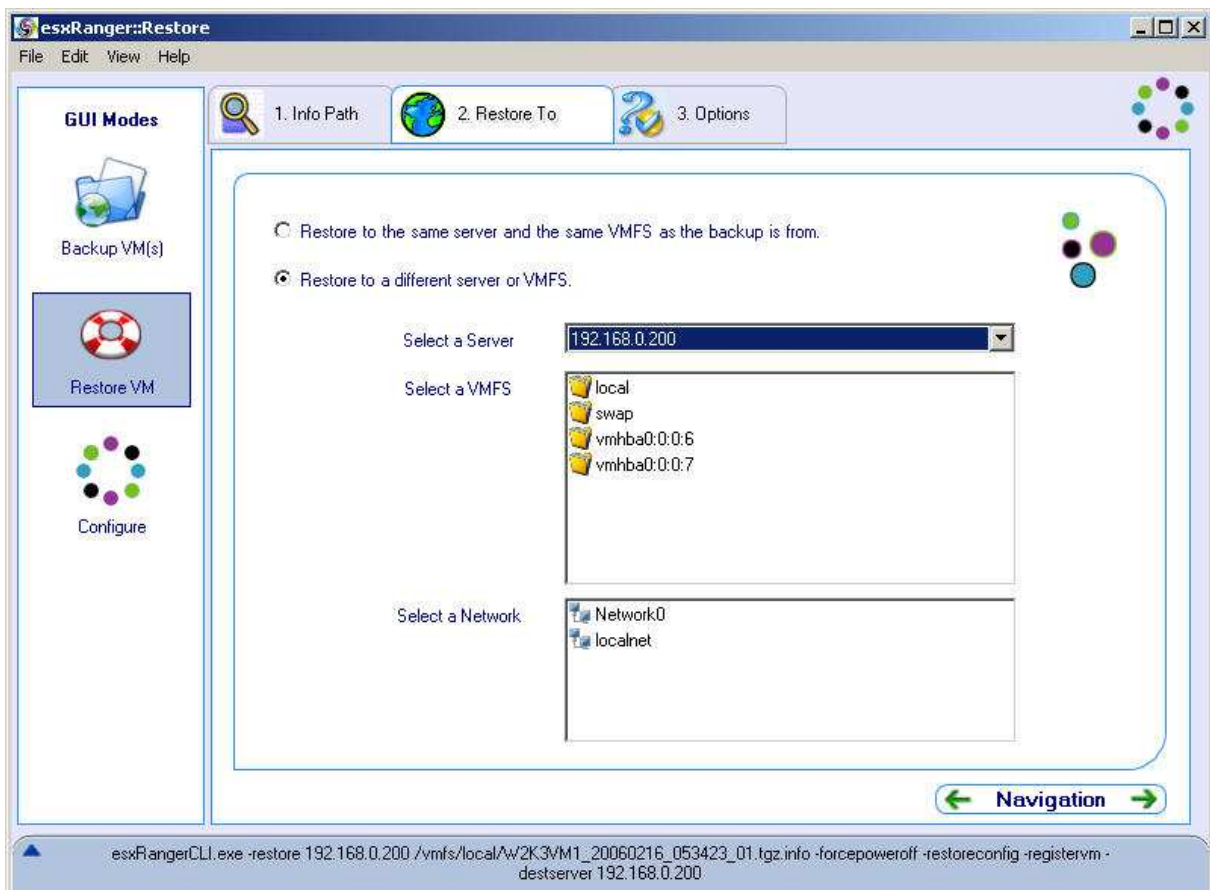 esxRanger::Restore
File Edit View Help
GUI Modes
Backup VM(s)
Restore VM
Configure
1. Info Path
2. Restore To
3. Options
Restore to the same server and the same VMFS as the backup is from.
Restore to a different server or VMFS.
Select a Server
192.168.0.200
Select a VMFS
local
swap
vmhba0:0:0:6
vmhba0:0:0:7
Select a Network
Network0
localnet
Navigation
esxRangerCLI.exe -restore 192.168.0.200 /vmfs/local/W2K3VM1_20060216_053423_01.tgz.info -forcepoweroff -restoreconfig -registervm -
destserver 192.168.0.200